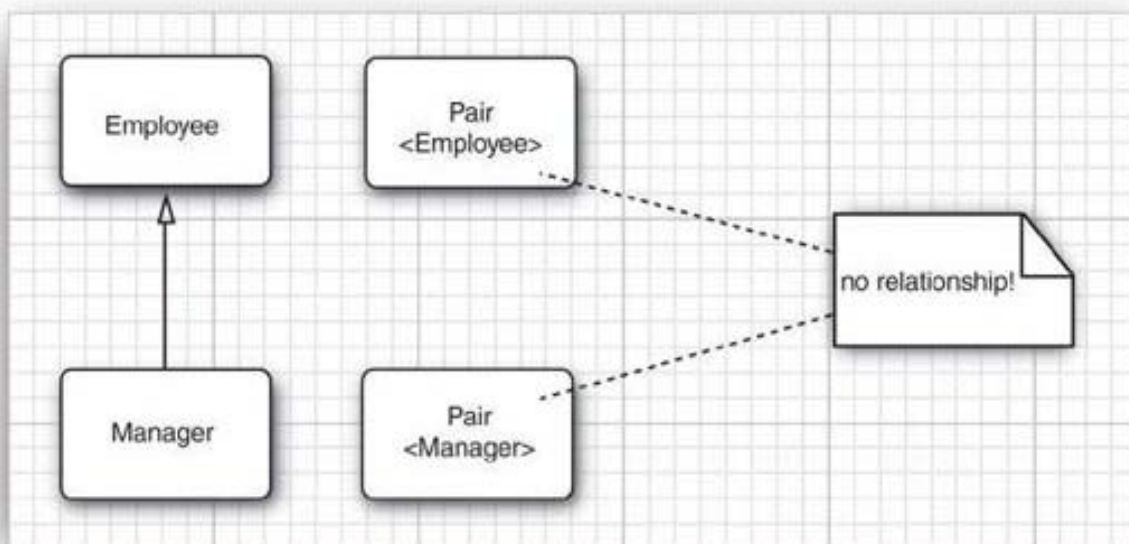 Employee
Pair
<Employee>
no relationship!
Manager
Pair
<Manager>